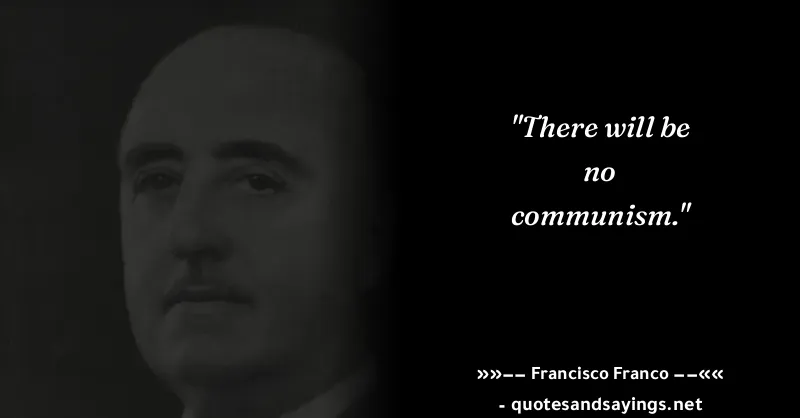 "There will be
no
communism."
»»−− Francisco Franco −−««
- quotesandsayings.net